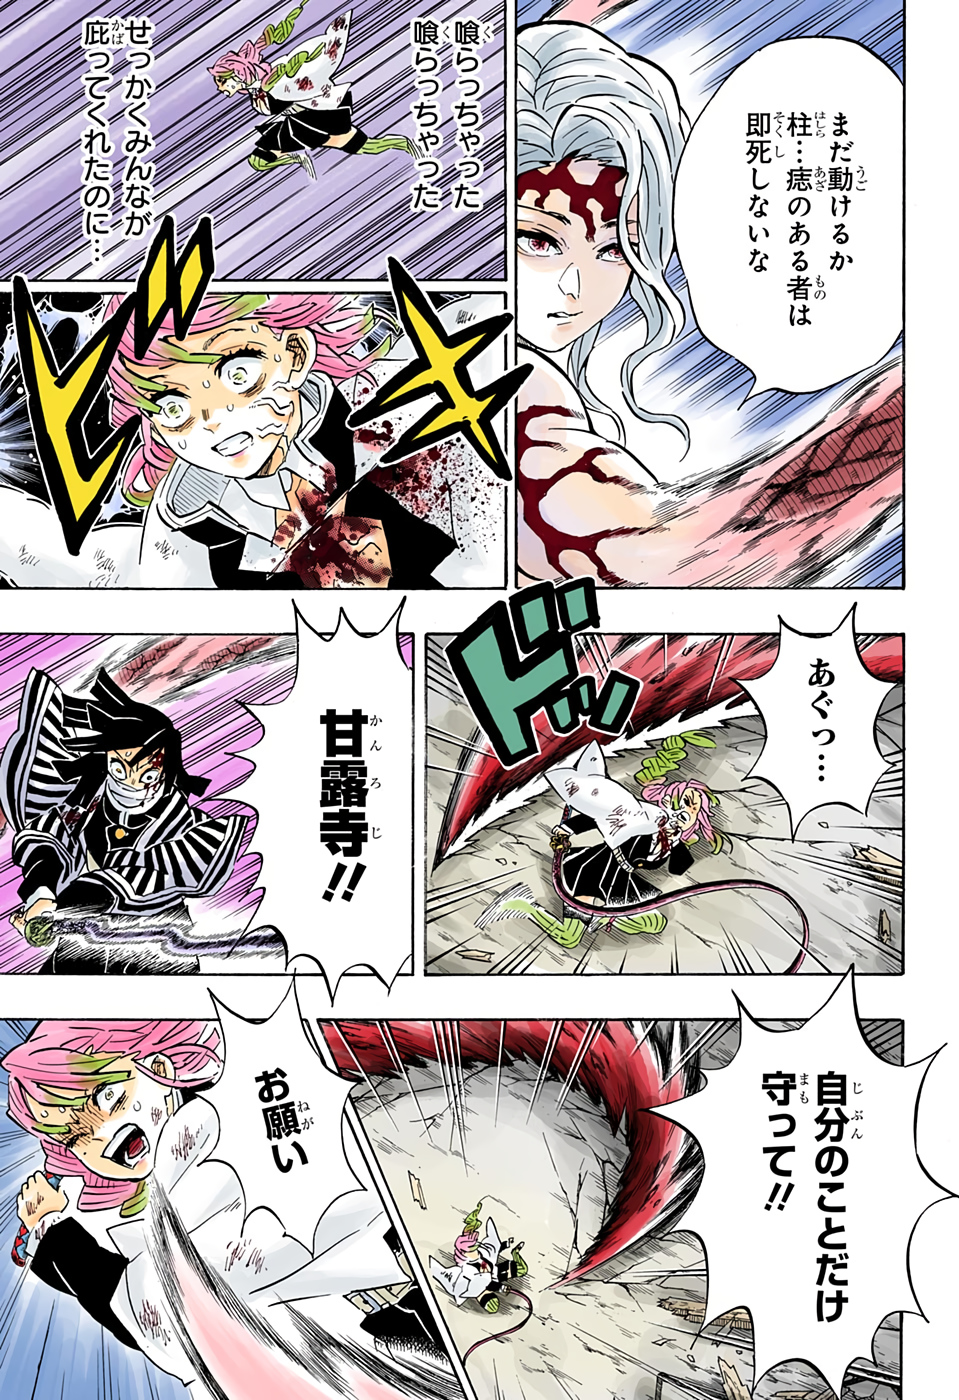 まだ動けるか
柱…痣のある者は
即死しないな
喰らっちゃった
喰らっちゃった
せっかくみんなが
庇ってくれたのに…
ビキ
あぐっ…
ドッ
甘露寺!!
自分のことだけ
守って!!
お願い